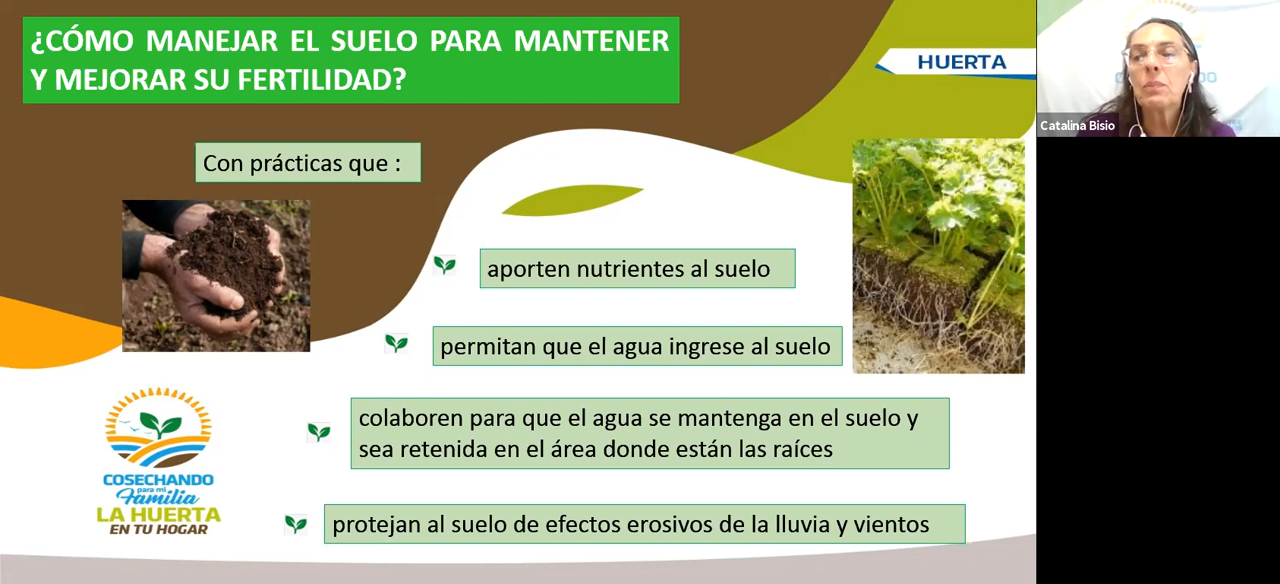 ¿CÓMO MANEJAR EL SUELO PARA MANTENER
Y MEJORAR SU FERTILIDAD?
HUERTA
Catalina Bisio
Con prácticas que :
aporten nutrientes al suelo
permitan que el agua ingrese al suelo
colaboren para que el agua se mantenga en el suelo y
sea retenida en el área donde están las raíces
COSECHANDO
para mi
Familia
LA HUERTA
EN TU HOGAR
protejan al suelo de efectos erosivos de la lluvia y vientos